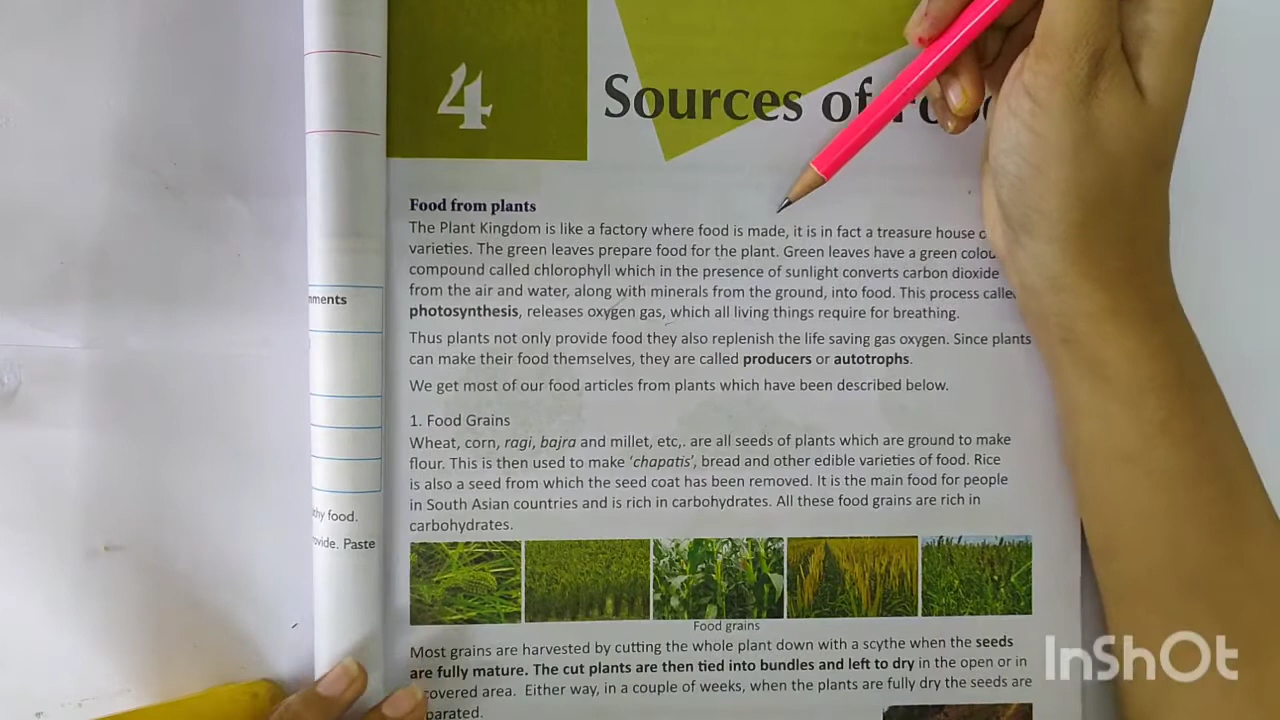 4
Sources of
Food from plants
The Plant Kingdom is like a factory where food is made, it is in fact a treasure house
varieties. The green leaves prepare food for the plant. Green leaves have a green
compound called chlorophyll which in the presence of sunlight converts carbon dioxide
from the air and water, along with minerals from the ground, into food. This process
photosynthesis, releases oxygen gas, which all living things require for breathing.
Thus plants not only provide food they also replenish the life saving gas oxygen. Since plants
can make their food themselves, they are called producers or autotrophs.
We get most of our food articles from plants which have been described below.
1. Food Grains
Wheat, corn, ragi, bajra and millet, etc,. are all seeds of plants which are ground to make
flour. This is then used to make ‘chapatis’, bread and other edible varieties of food. Rice
is also a seed from which the seed coat has been removed. It is the main food for people
in South Asian countries and is rich in carbohydrates. All these food grains are rich in
carbohydrates.
Food grains
Most grains are harvested by cutting the whole plant down with a scythe when the seeds
are fully mature. The cut plants are then tied into bundles and left to dry in the open or in
covered area. Either way, in a couple of weeks, when the plants are fully dry the seeds are
mments
thy food.
ovide. Paste
InShOt